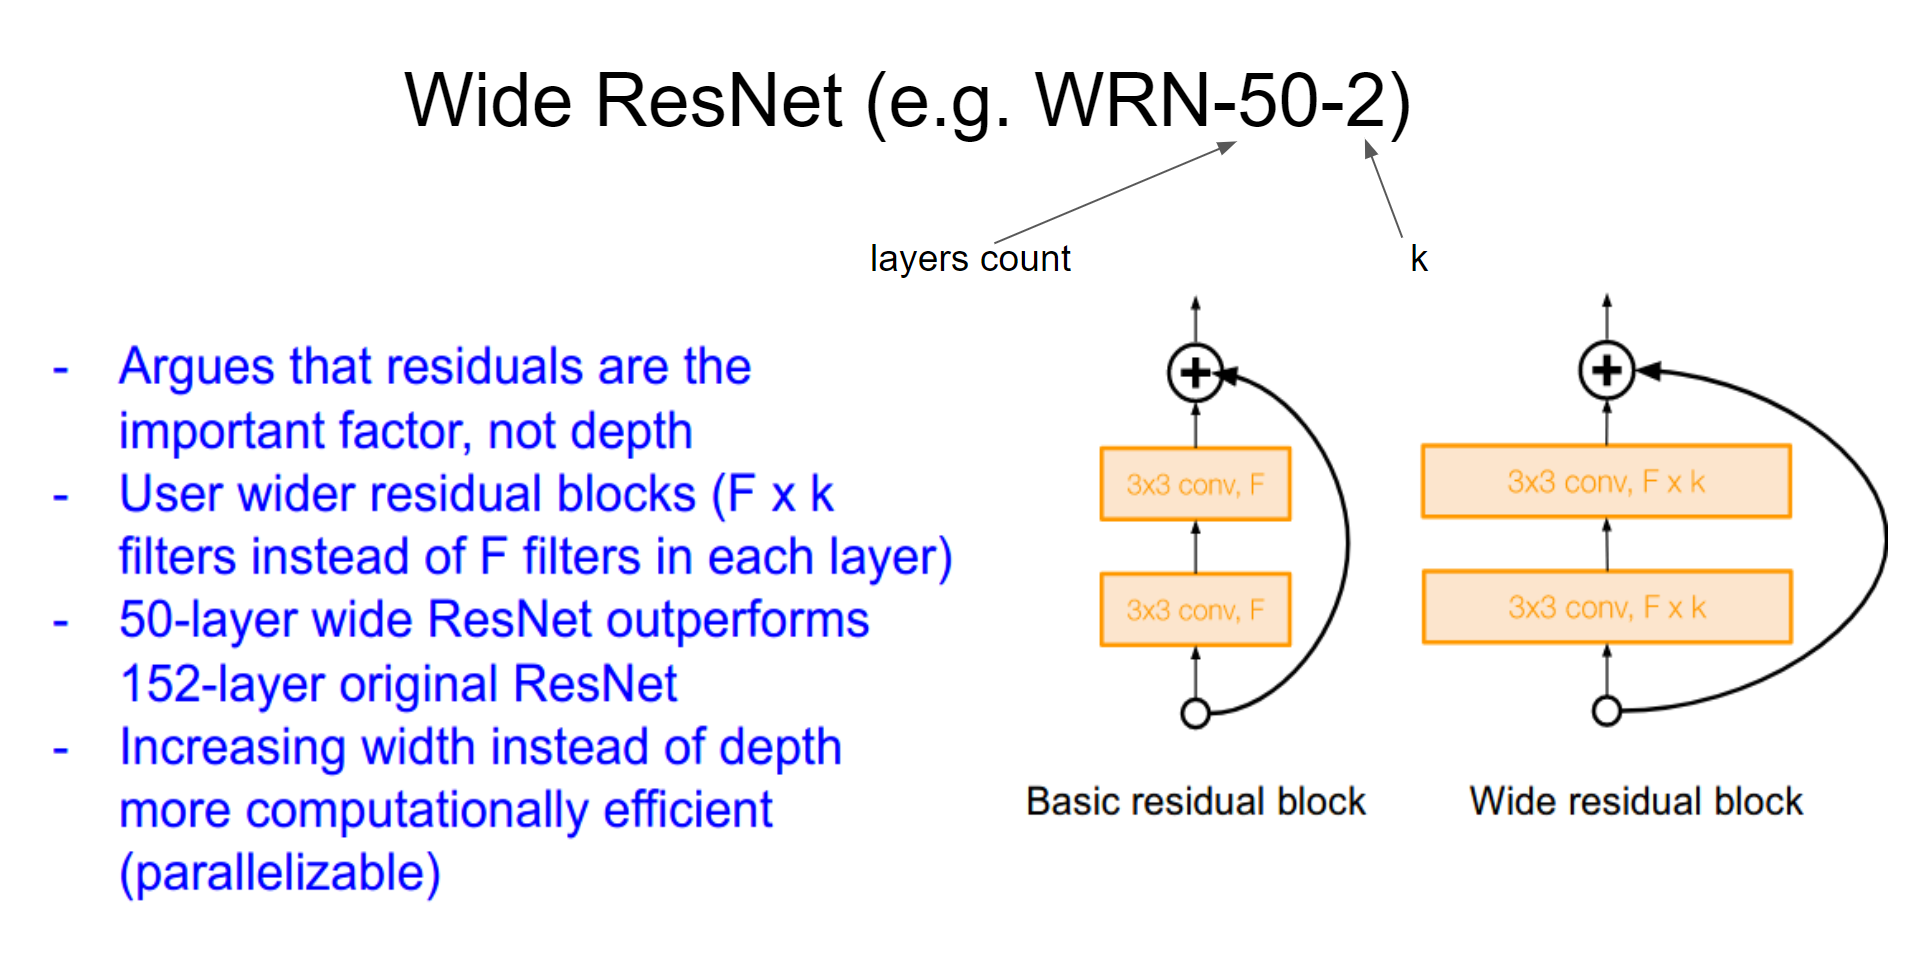 Wide ResNet (e.g. WRN-50-2)
layers count
k
- Argues that residuals are the
important factor, not depth
- User wider residual blocks (F x k
filters instead of F filters in each layer)
- 50-layer wide ResNet outperforms
152-layer original ResNet
- Increasing width instead of depth
more computationally efficient
(parallelizable)
3x3 conv, F
3x3 conv, F
Basic residual block
3x3 conv, F x k
3x3 conv, F x k
Wide residual block